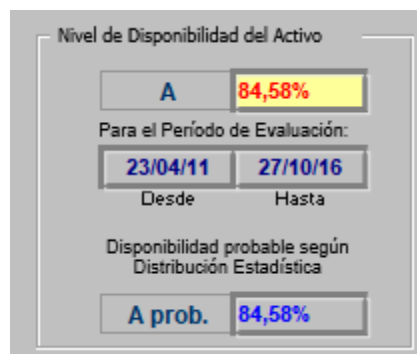 Nivel de Disponibilidad del Activo
A 84,58%
Para el Período de Evaluación:
23/04/11 27/10/16
Desde Hasta
Disponibilidad probable según
Distribución Estadística
A prob. 84,58%